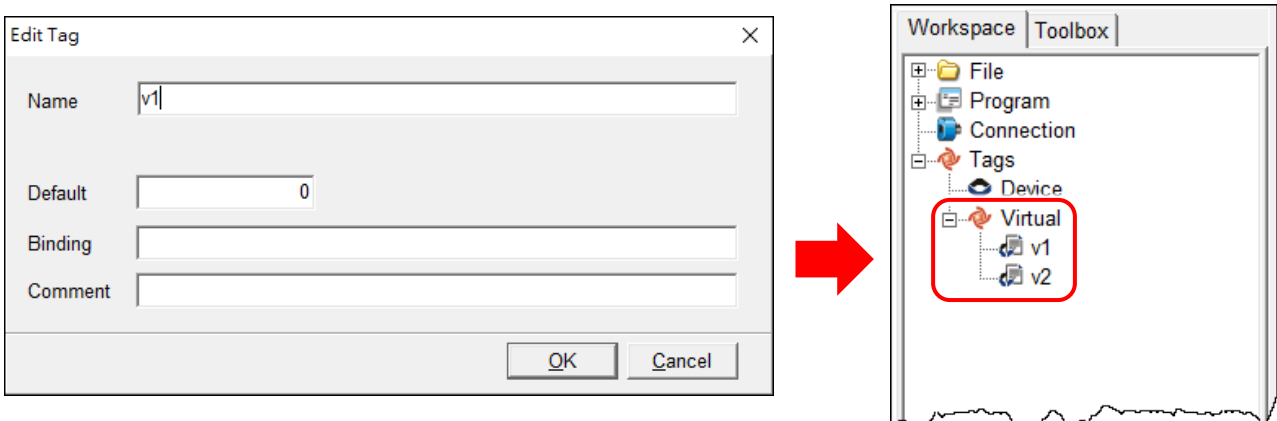 Edit Tag
Name v1
Default 0
Binding
Comment
OK Cancel
Workspace Toolbox
File
Program
Connection
Tags
Device
Virtual
v1
v2